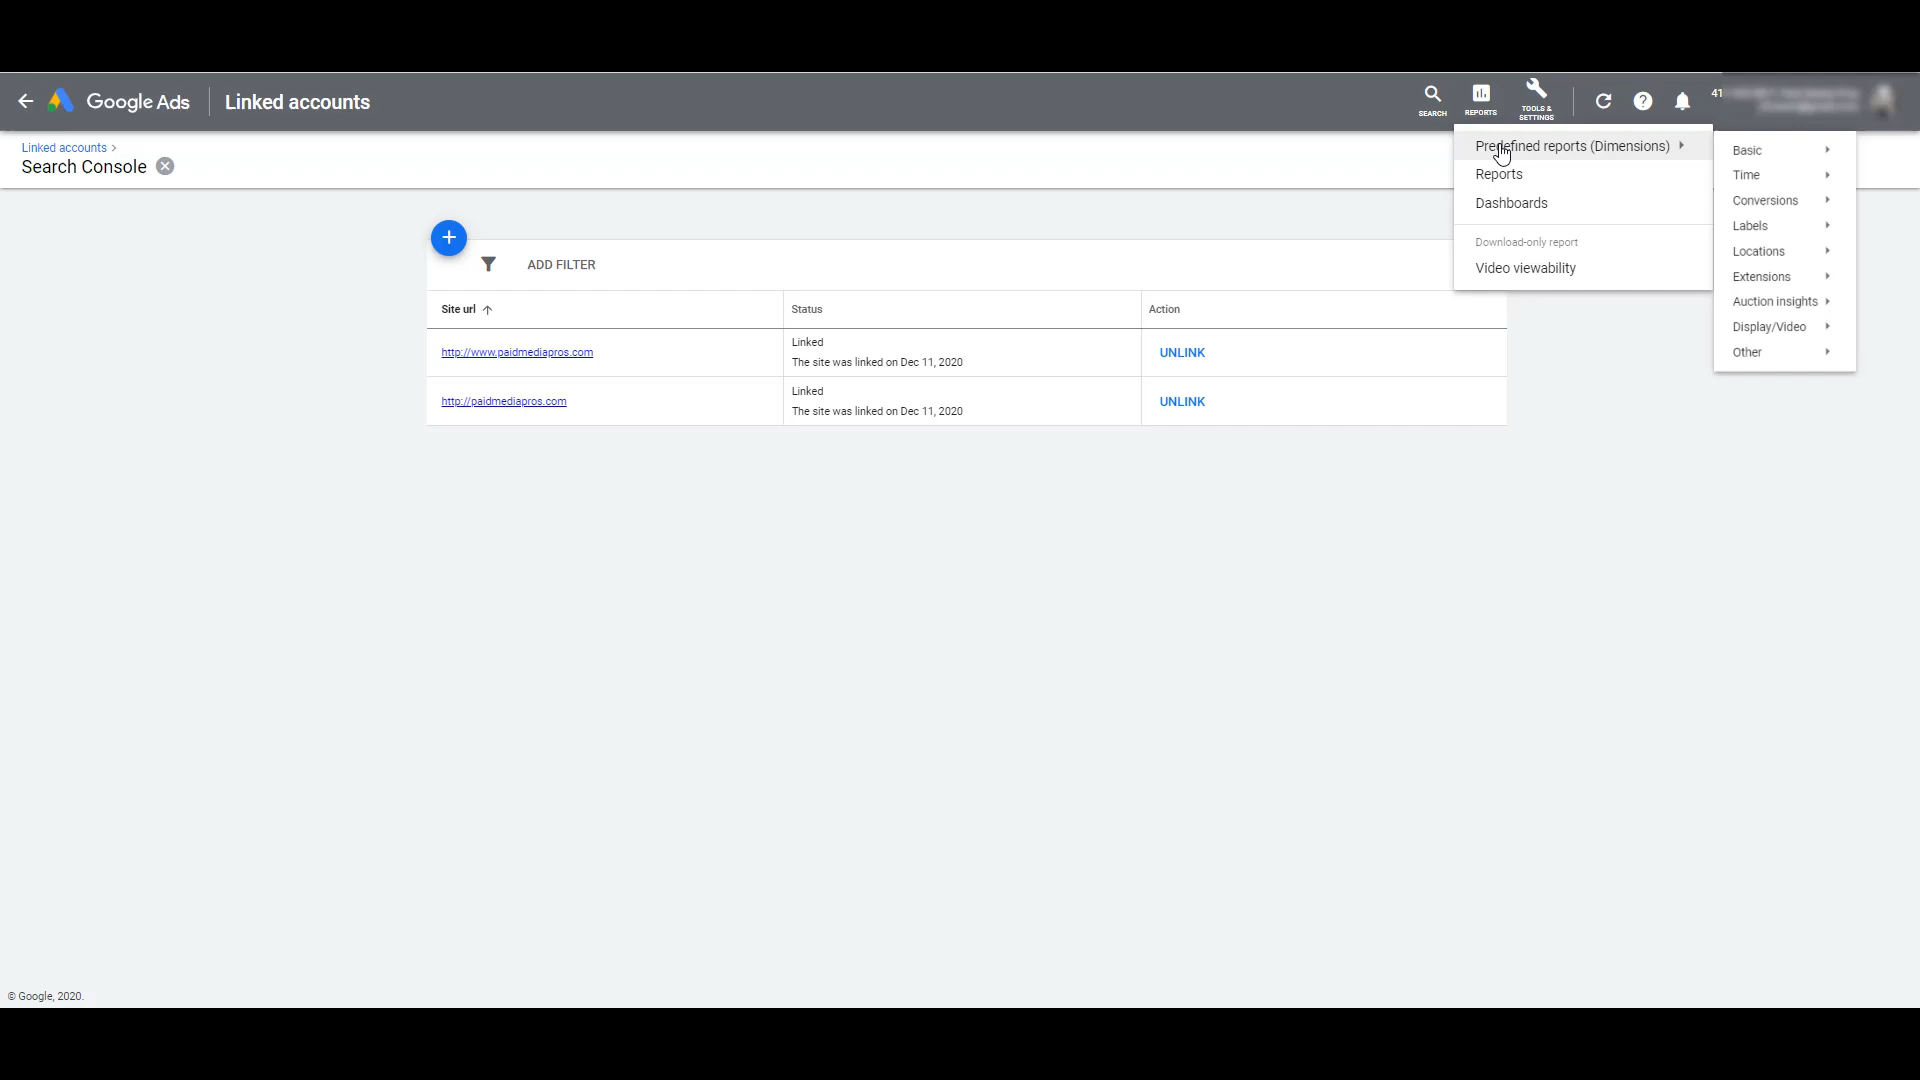 Google Ads
Linked accounts
SEARCH
REPORTS
TOOLS &
SETTINGS
41
Linked accounts >
Search Console
Predefined reports (Dimensions)
Reports
Dashboards
Download-only report
Video viewability
Basic
Time
Conversions
Labels
Locations
Extensions
Auction insights
Display/Video
Other
ADD FILTER
Site url
Status
Action
http://www.paidmediapros.com
Linked
The site was linked on Dec 11, 2020
UNLINK
http://paidmediapros.com
Linked
The site was linked on Dec 11, 2020
UNLINK
© Google, 2020.